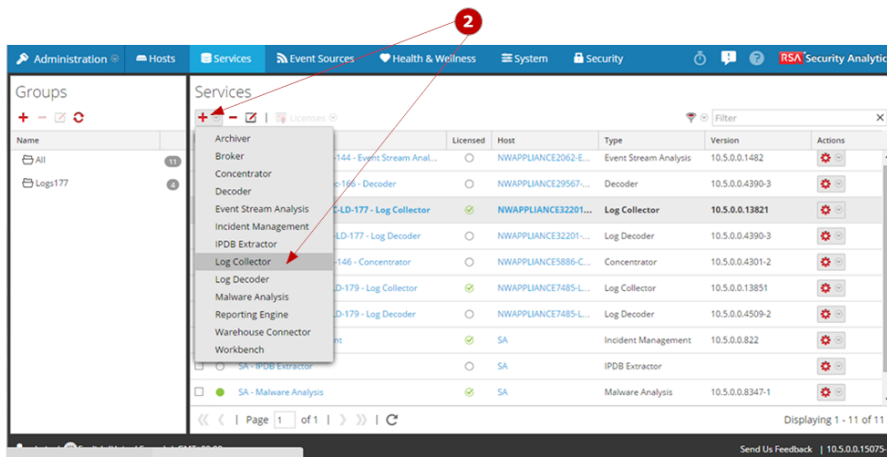 2
Administration Hosts Services Event Sources Health & Wellness System Security RSA Security Analytic
Groups
Name
All 11
Logs177 4
Services
Licenses
Filter
Licensed Host Type Version Actions
Archiver
Broker
Concentrator
Decoder
Event Stream Analysis
Incident Management
IPDB Extractor
Log Collector
Log Decoder
Malware Analysis
Reporting Engine
Warehouse Connector
Workbench
-144 - Event Stream Anal... NWAPPLIANCE2062-E... Event Stream Analysis 10.5.0.0.1482
c-166 - Decoder NWAPPLIANCE29567-... Decoder 10.5.0.0.4390-3
C-LD-177 - Log Collector NWAPPLIANCE32201... Log Collector 10.5.0.0.13821
-LD-177 - Log Decoder NWAPPLIANCE32201-... Log Decoder 10.5.0.0.4390-3
-146 - Concentrator NWAPPLIANCE5886-C... Concentrator 10.5.0.0.4301-2
D-179 - Log Collector NWAPPLIANCE7485-L... Log Collector 10.5.0.0.13851
D-179 - Log Decoder NWAPPLIANCE7485-L... Log Decoder 10.5.0.0.4509-2
nt SA Incident Management 10.5.0.0.822
SA - IPDB Extractor SA IPDB Extractor
SA - Malware Analysis SA Malware Analysis 10.5.0.0.8347-1
Page 1 of 1
Displaying 1 - 11 of 11
Send Us Feedback | 10.5.0.0.15075-